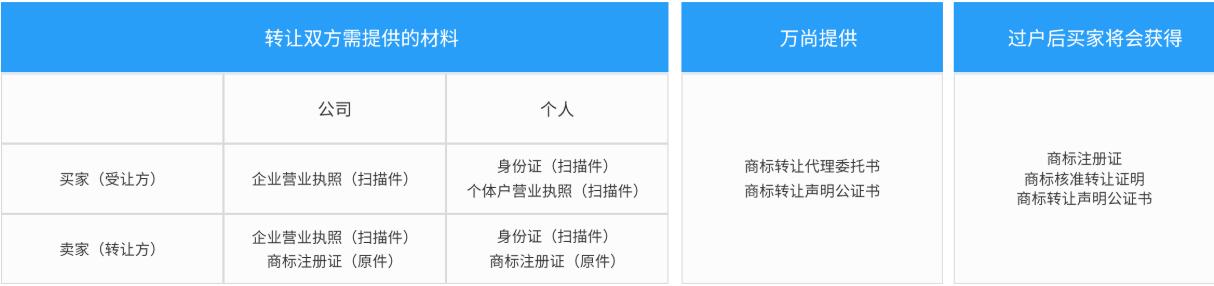 转让双方需提供的材料
公司
个人
买家（受让方）
企业营业执照（扫描件）
身份证（扫描件）
个体户营业执照（扫描件）
卖家（转让方）
企业营业执照（扫描件）
商标注册证（原件）
身份证（扫描件）
商标注册证（原件）
万尚提供
商标转让代理委托书
商标转让声明公证书
过户后买家将会获得
商标注册证
商标核准转让证明
商标转让声明公证书